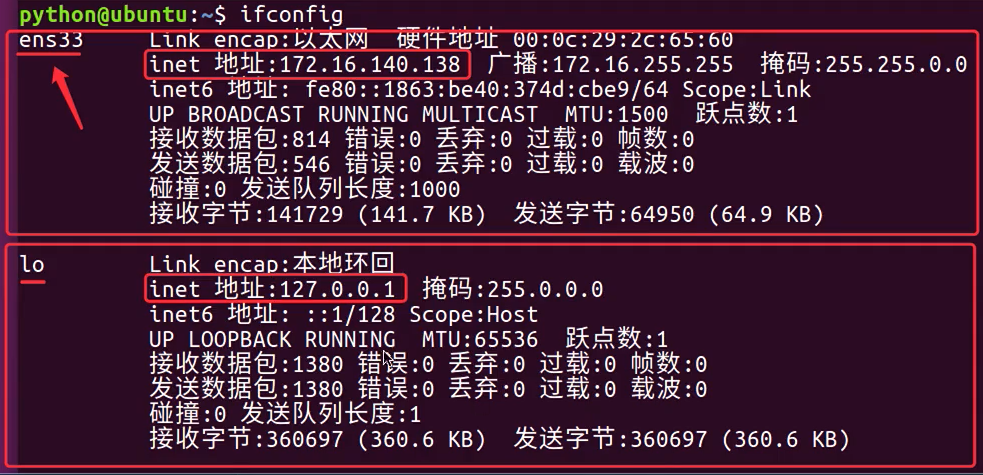 python@ubuntu:~$ ifconfig
ens33 Link encap:以太网 硬件地址 00:0c:29:2c:65:60
inet 地址:172.16.140.138 广播:172.16.255.255 掩码:255.255.0.0
inet6 地址: fe80::1863:be40:374d:cbe9/64 Scope:Link
UP BROADCAST RUNNING MULTICAST MTU:1500 跃点数:1
接收数据包:814 错误:0 丢弃:0 过载:0 帧数:0
发送数据包:546 错误:0 丢弃:0 过载:0 载波:0
碰撞:0 发送队列长度:1000
接收字节:141729 (141.7 KB) 发送字节:64950 (64.9 KB)
lo Link encap:本地环回
inet 地址:127.0.0.1 掩码:255.0.0.0
inet6 地址: ::1/128 Scope:Host
UP LOOPBACK RUNNING MTU:65536 跃点数:1
接收数据包:1380 错误:0 丢弃:0 过载:0 帧数:0
发送数据包:1380 错误:0 丢弃:0 过载:0 载波:0
碰撞:0 发送队列长度:1
接收字节:360697 (360.6 KB) 发送字节:360697 (360.6 KB)